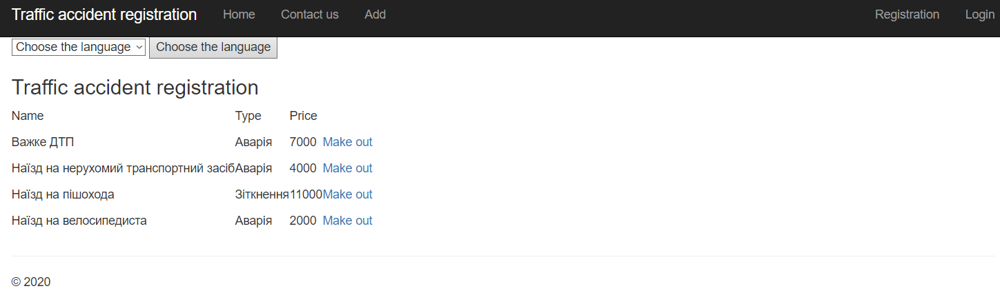 Traffic accident registration Home Contact us Add Registration Login
Choose the language Choose the language
Traffic accident registration
Name Type Price
Важке ДТП Аварія 7000 Make out
Наїзд на нерухомий транспортний засіб Аварія 4000 Make out
Наїзд на пішохода Зіткнення 11000 Make out
Наїзд на велосипедиста Аварія 2000 Make out
© 2020